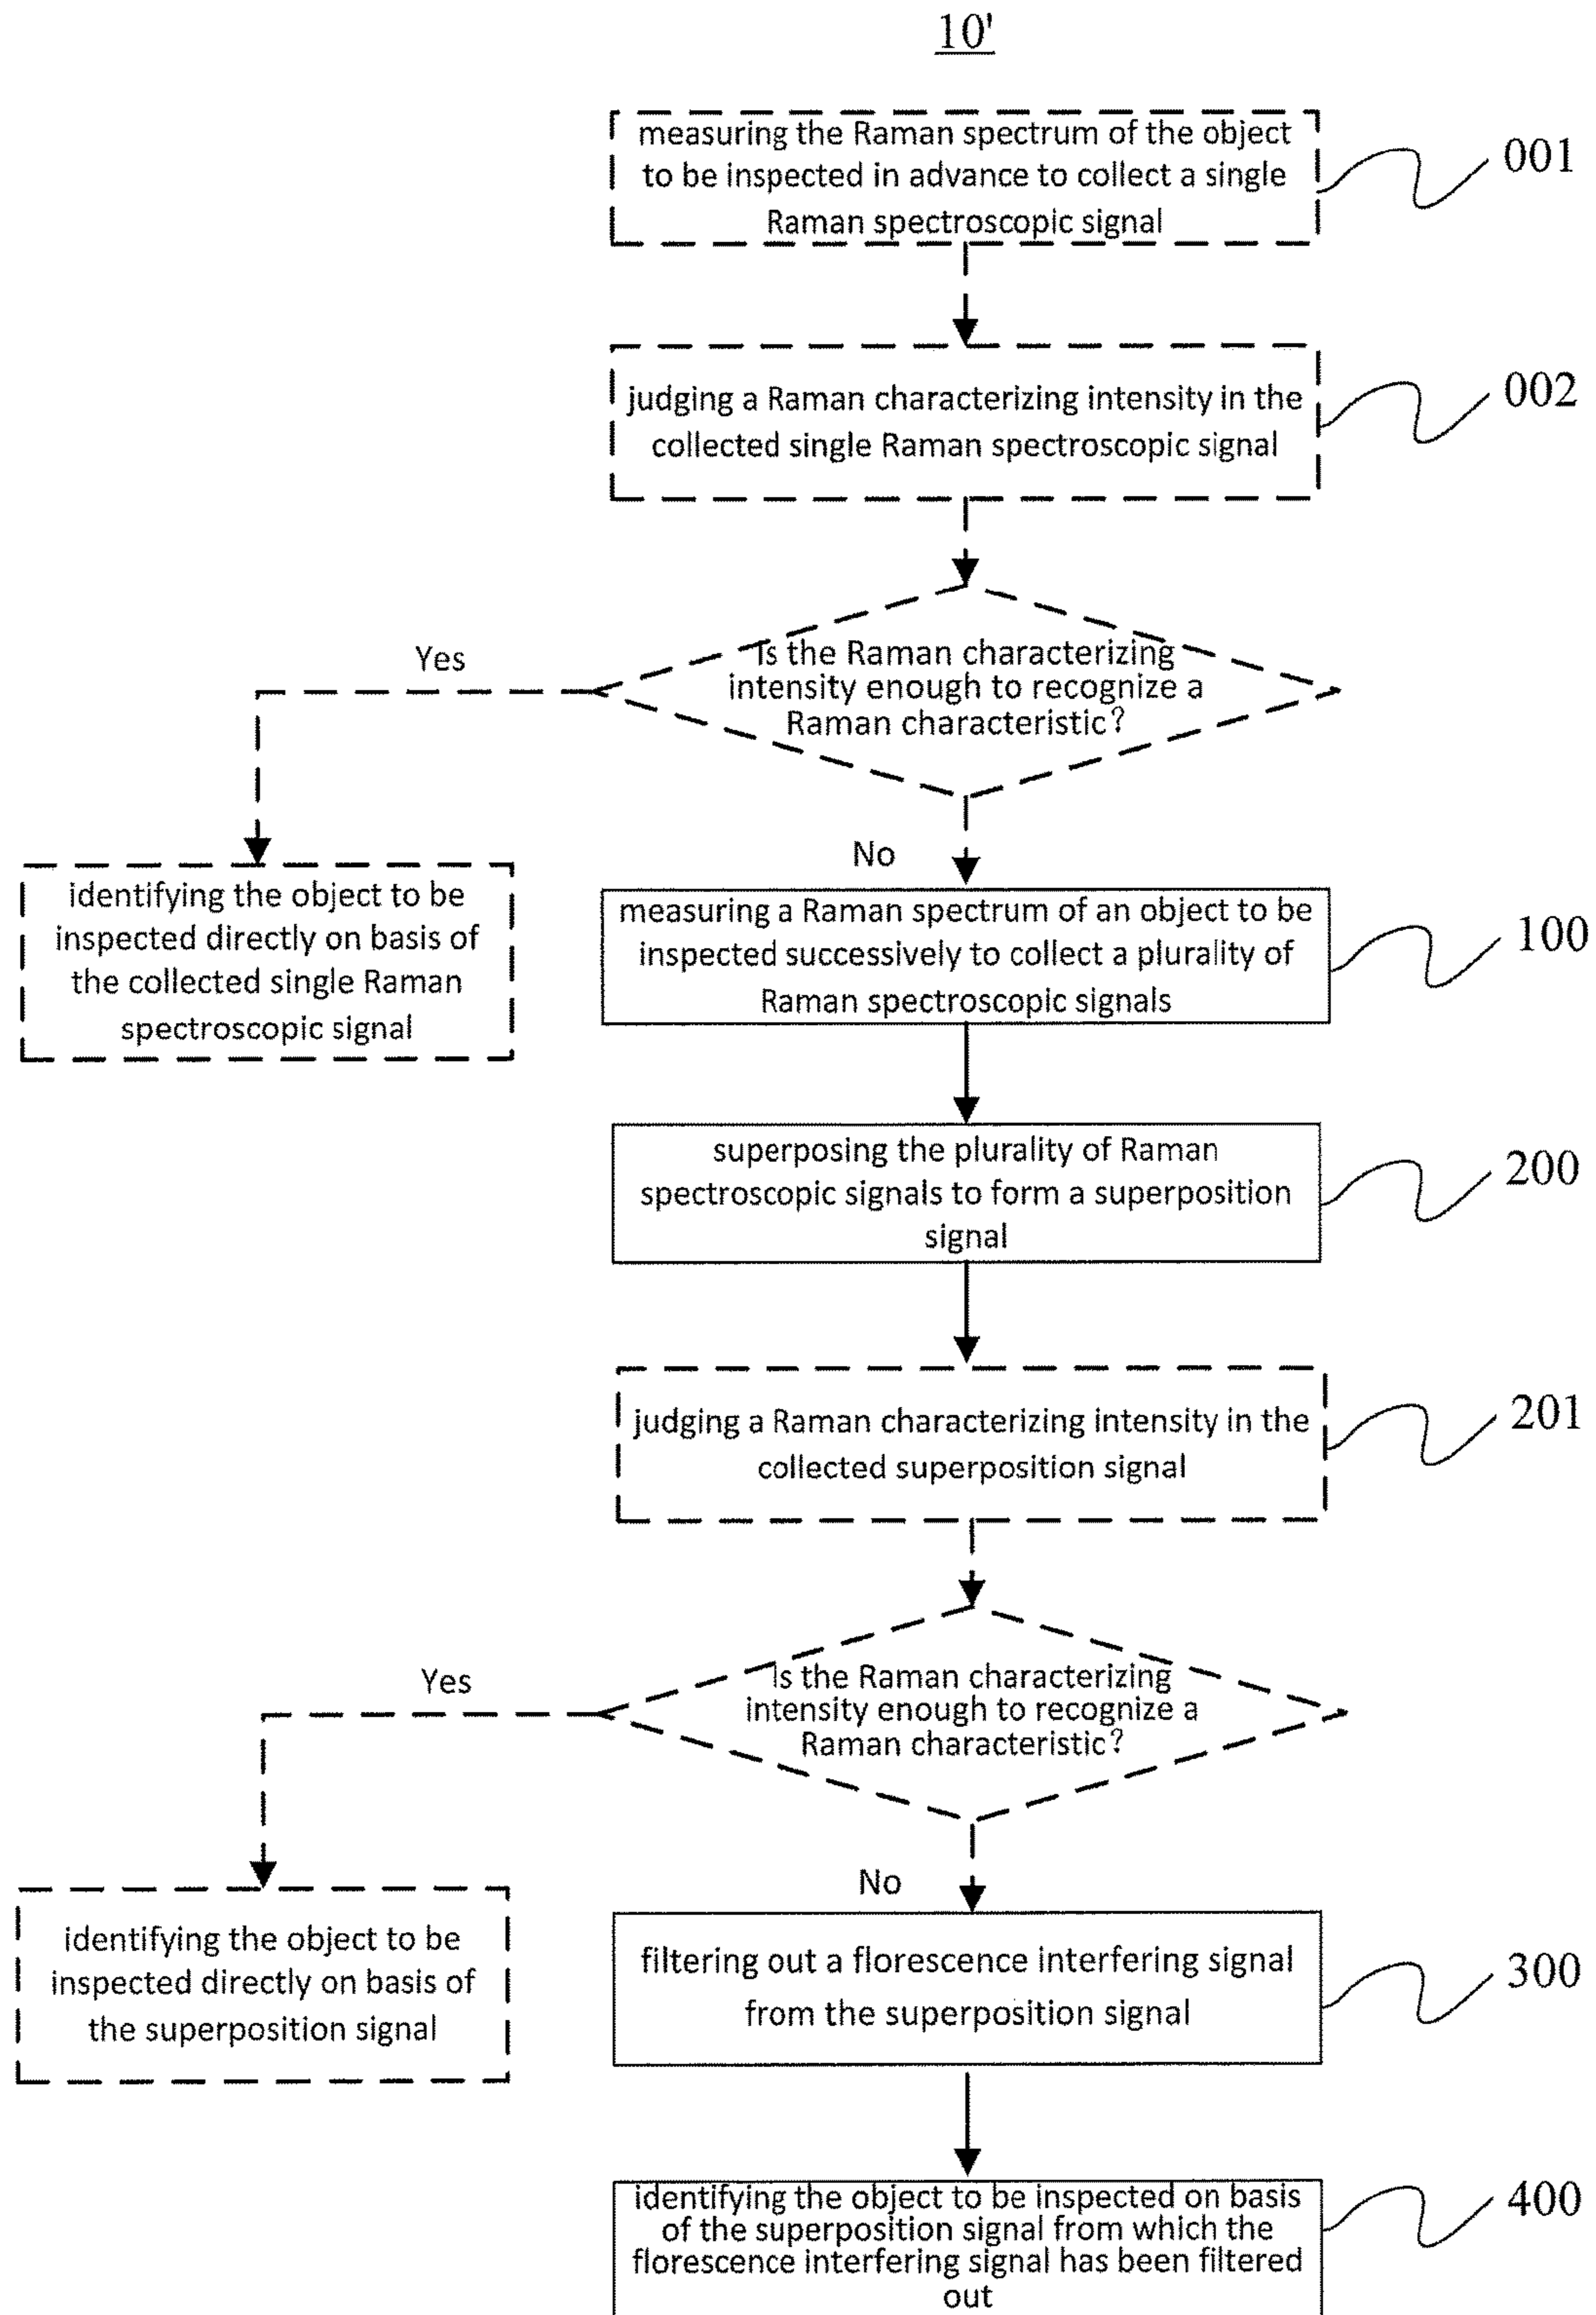 10'
measuring the Raman spectrum of the object
to be inspected in advance to collect a single
Raman spectroscopic signal
001
judging a Raman characterizing intensity in the
collected single Raman spectroscopic signal
002
Is the Raman characterizing
intensity enough to recognize a
Raman characteristic?
Yes
No
identifying the object to be
inspected directly on basis of
the collected single Raman
spectroscopic signal
measuring a Raman spectrum of an object to be
inspected successively to collect a plurality of
Raman spectroscopic signals
100
superposing the plurality of Raman
spectroscopic signals to form a superposition
signal
200
judging a Raman characterizing intensity in the
collected superposition signal
201
Is the Raman characterizing
intensity enough to recognize a
Raman characteristic?
Yes
No
identifying the object to be
inspected directly on basis of
the superposition signal
filtering out a florescence interfering signal
from the superposition signal
300
identifying the object to be inspected on basis
of the superposition signal from which the
florescence interfering signal has been filtered
out
400